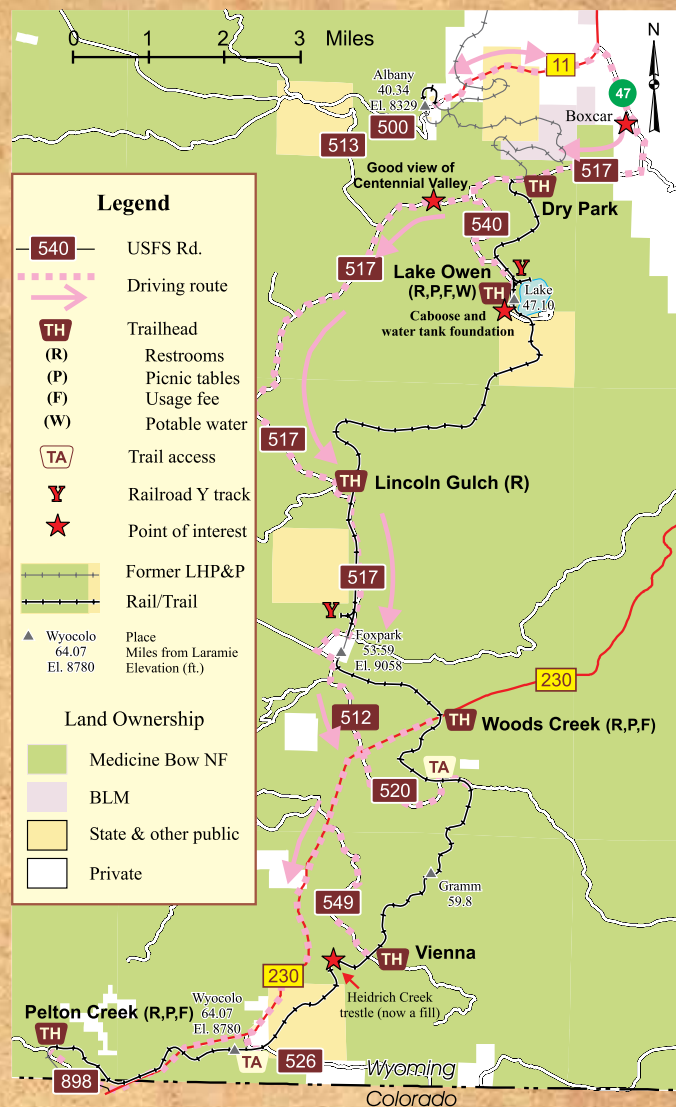 0 1 2 3 Miles
N
Albany
40.34
El. 8329
11
47
Boxcar
500
513
517
Good view of
Centennial Valley
TH
Dry Park
540
517
Y
Lake Owen
(R,P,F,W)
TH
Lake
47.10
Caboose and
water tank foundation
517
TH
Lincoln Gulch (R)
517
Y
Foxpark
53.59
El. 9058
230
512
TH
Woods Creek (R,P,F)
TA
520
Gramm
59.8
549
TH
Vienna
230
Heidrich Creek
trestle (now a fill)
Wyocolo
64.07
El. 8780
Pelton Creek (R,P,F)
TH
TA
526
898
Wyoming
Colorado
Legend
540 USFS Rd.
Driving route
TH Trailhead
(R) Restrooms
(P) Picnic tables
(F) Usage fee
(W) Potable water
TA Trail access
Y Railroad Y track
Point of interest
Former LHP&P
Rail/Trail
Wyocolo Place
64.07 Miles from Laramie
El. 8780 Elevation (ft.)
Land Ownership
Medicine Bow NF
BLM
State & other public
Private